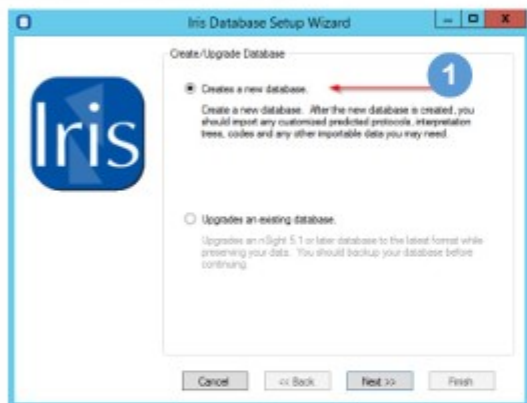 Iris Database Setup Wizard
Create/Upgrade Database
Creates a new database.
1
Create a new database. After the new database is created, you
should import any customized predicted protocols, interpretation
trees, codes and any other importable data you may need.
Iris
Upgrades an existing database.
Upgrades an nSight 5.1 or later database to the latest format while
preserving your data. You should backup your database before
continuing.
Cancel
<< Back
Next >>
Finish